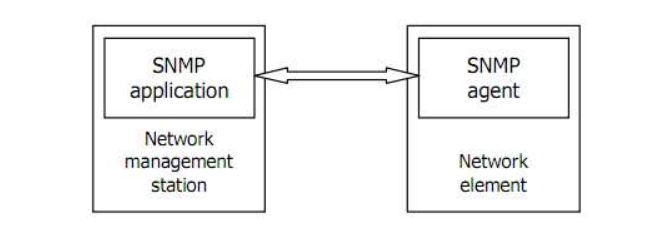 SNMP
application
Network
management
station
SNMP
agent
Network
element